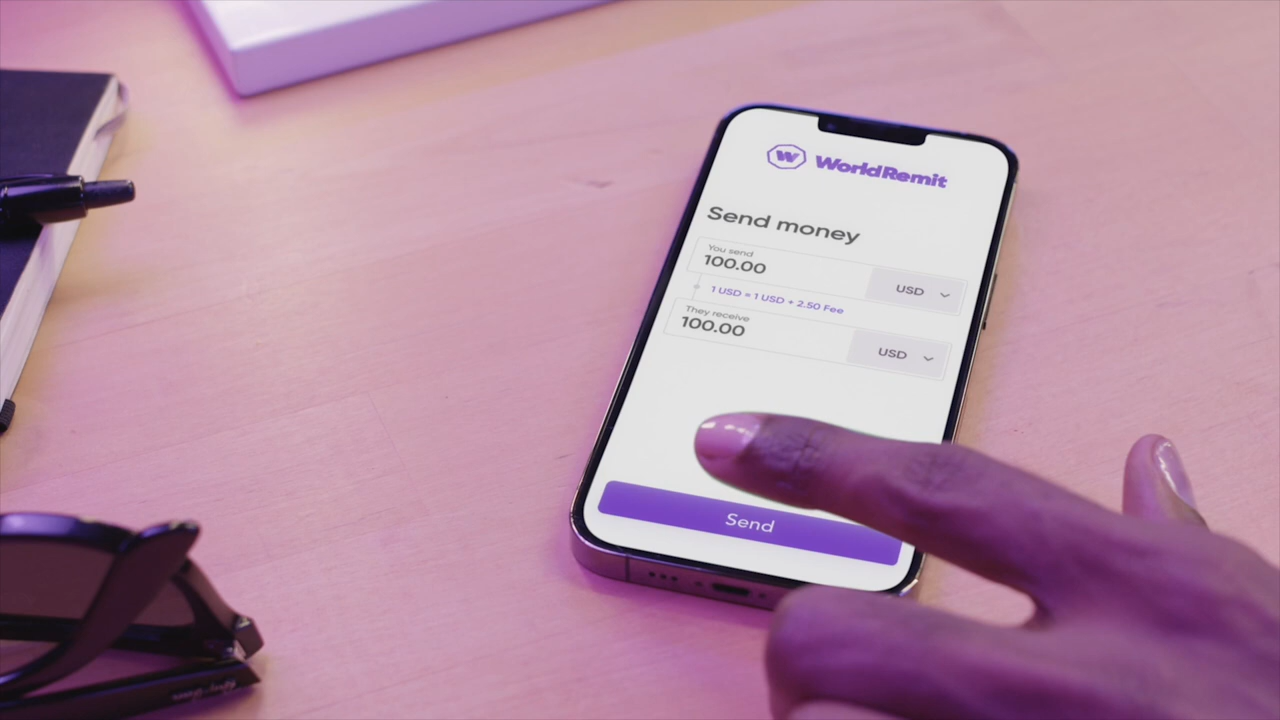 W WorldRemit
Send money
You send
100.00
USD
1 USD = 1 USD + 2.50 Fee
They receive
100.00
USD
Send